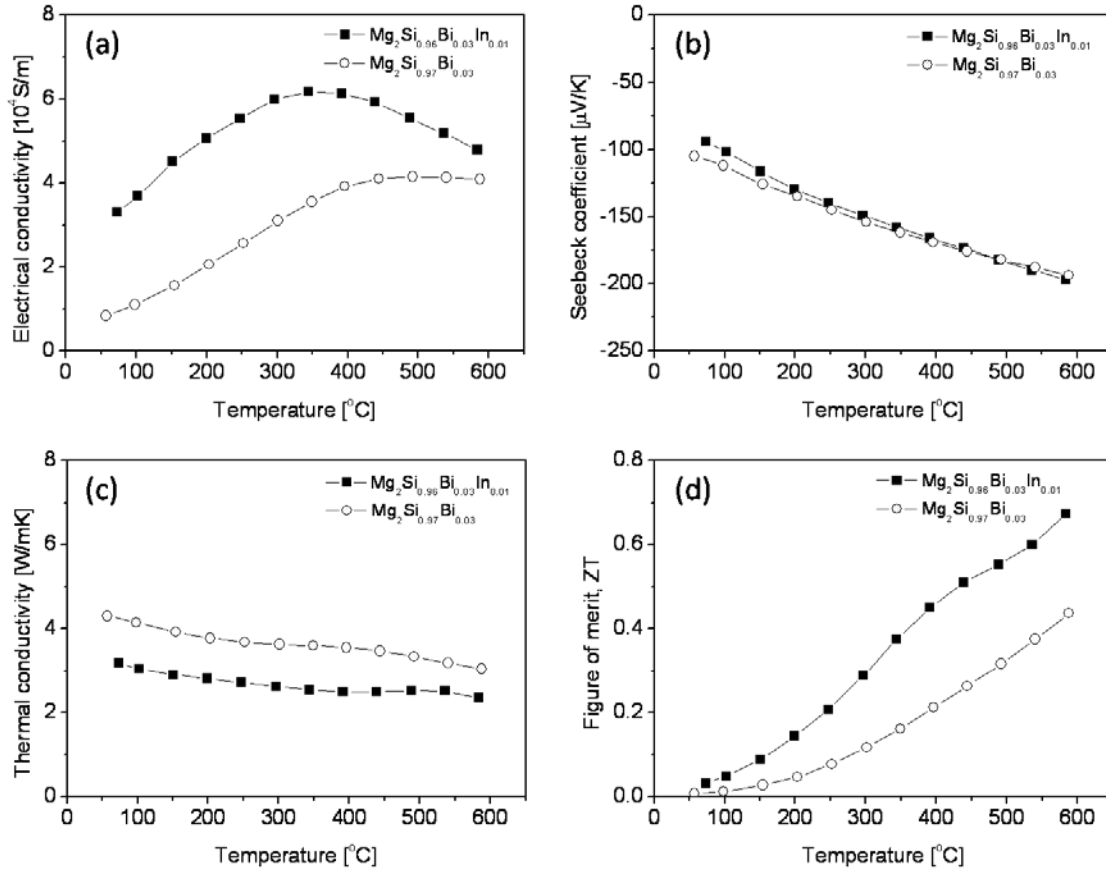 (a)
Mg₂Si₀.₉₆Bi₀.₀₃In₀.₀₁
Mg₂Si₀.₉₇Bi₀.₀₃
Electrical conductivity [10⁴S/m]
8
6
4
2
0
0 100 200 300 400 500 600
Temperature [°C]
(b)
Mg₂Si₀.₉₆Bi₀.₀₃In₀.₀₁
Mg₂Si₀.₉₇Bi₀.₀₃
Seebeck coefficient [µV/K]
0
-50
-100
-150
-200
-250
0 100 200 300 400 500 600
Temperature [°C]
(c)
Mg₂Si₀.₉₆Bi₀.₀₃In₀.₀₁
Mg₂Si₀.₉₇Bi₀.₀₃
Thermal conductivity [W/mK]
8
6
4
2
0
0 100 200 300 400 500 600
Temperature [°C]
(d)
Mg₂Si₀.₉₆Bi₀.₀₃In₀.₀₁
Mg₂Si₀.₉₇Bi₀.₀₃
Figure of merit, ZT
0.8
0.6
0.4
0.2
0.0
0 100 200 300 400 500 600
Temperature [°C]